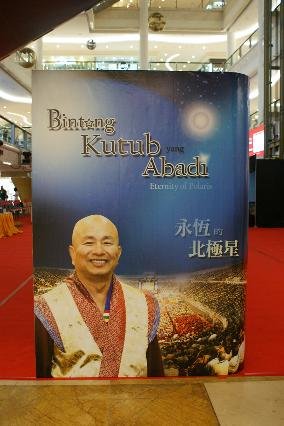 Bintang
Kutub yang
Abadi
Eternity of Polaris
永恆的
北極星